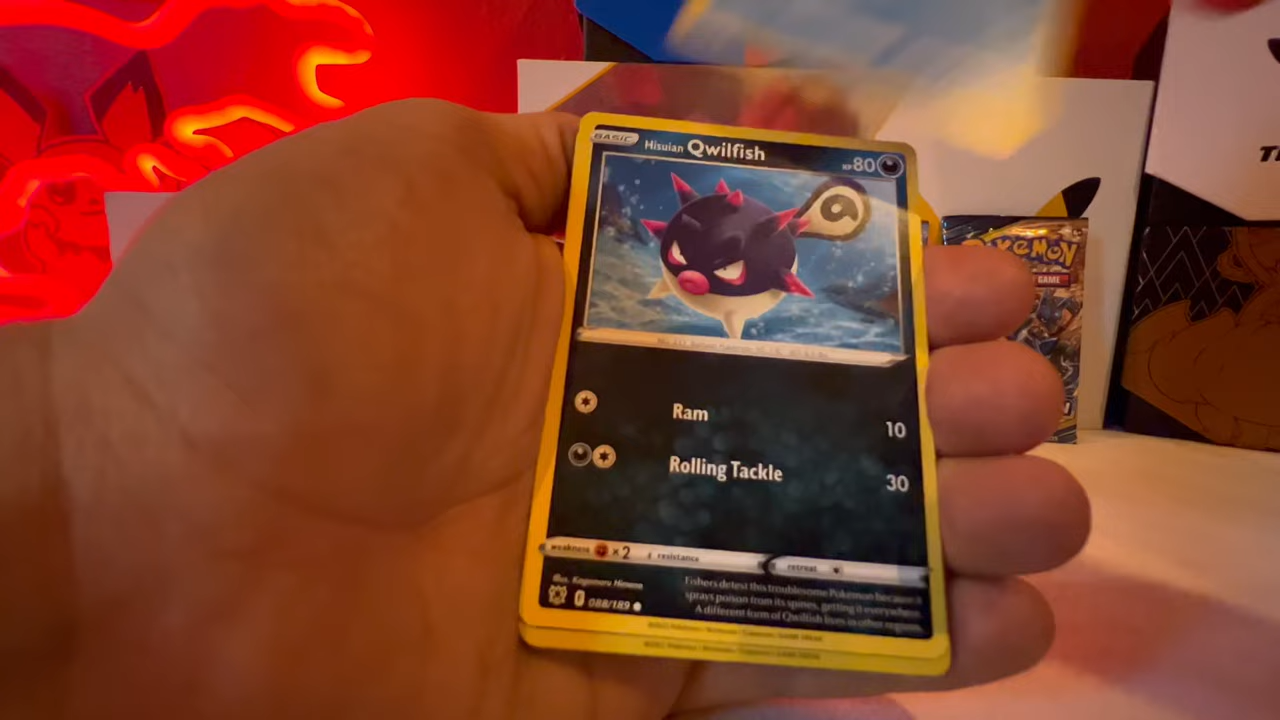 BASIC
Hisuian Qwilfish
HP 80
Ram
10
Rolling Tackle
30
weakness ×2 resistance
retreat
Illus. Kagemaru Himeno
088/189
Fishers detest this troublesome Pokémon because it
sprays poison from its spines, getting it everywhere.
A different form of Qwilfish lives in other regions.
POKÉMON
GAME